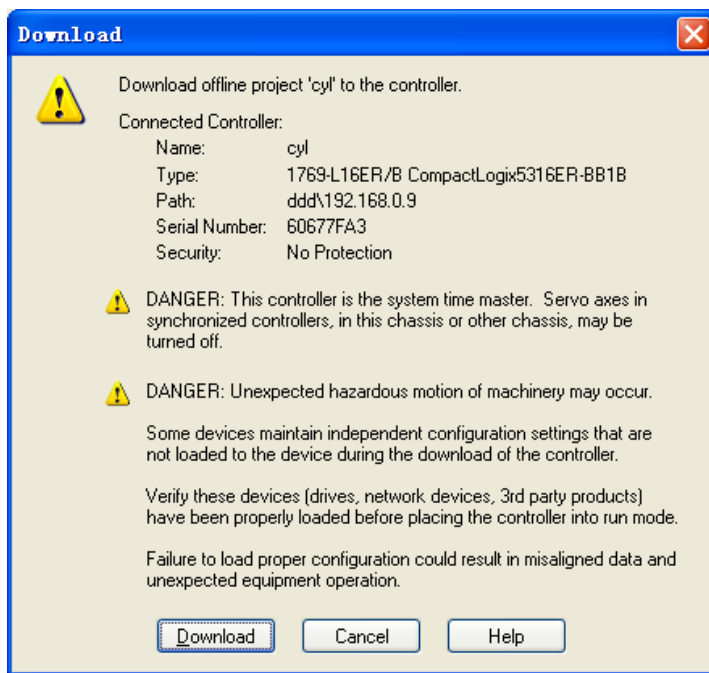 Download
Download offline project 'cyl' to the controller.
Connected Controller:
Name: cyl
Type: 1769-L16ER/B CompactLogix5316ER-BB1B
Path: ddd\192.168.0.9
Serial Number: 60677FA3
Security: No Protection
DANGER: This controller is the system time master.  Servo axes in
synchronized controllers, in this chassis or other chassis, may be
turned off.
DANGER: Unexpected hazardous motion of machinery may occur.
Some devices maintain independent configuration settings that are
not loaded to the device during the download of the controller.
Verify these devices (drives, network devices, 3rd party products)
have been properly loaded before placing the controller into run mode.
Failure to load proper configuration could result in misaligned data and
unexpected equipment operation.
Download Cancel Help